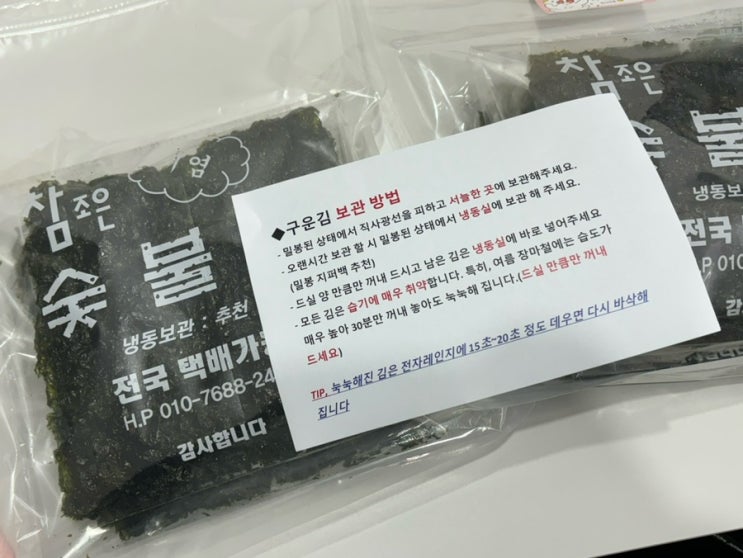 염
참조은
숯불
냉동보관 : 추천
전국 택배가
H.P 010-7688-24
감사합니다
◆구운김 보관 방법
- 밀봉된 상태에서 직사광선을 피하고 서늘한 곳에 보관해주세요.
- 오랜시간 보관 할 시 밀봉된 상태에서 냉동실에 보관 해 주세요.
(밀봉 지퍼백 추천)
- 드실 양 만큼만 꺼내 드시고 남은 김은 냉동실에 바로 넣어주세요
- 모든 김은 습기에 매우 취약합니다. 특히, 여름 장마철에는 습도가
매우 높아 30분만 꺼내 놓아도 눅눅해 집니다.(드실 만큼만 꺼내
드세요)
TIP, 눅눅해진 김은 전자레인지에 15초~20초 정도 데우면 다시 바삭해
집니다
참조은
숯불
냉동보관
전국
H.P 010
감